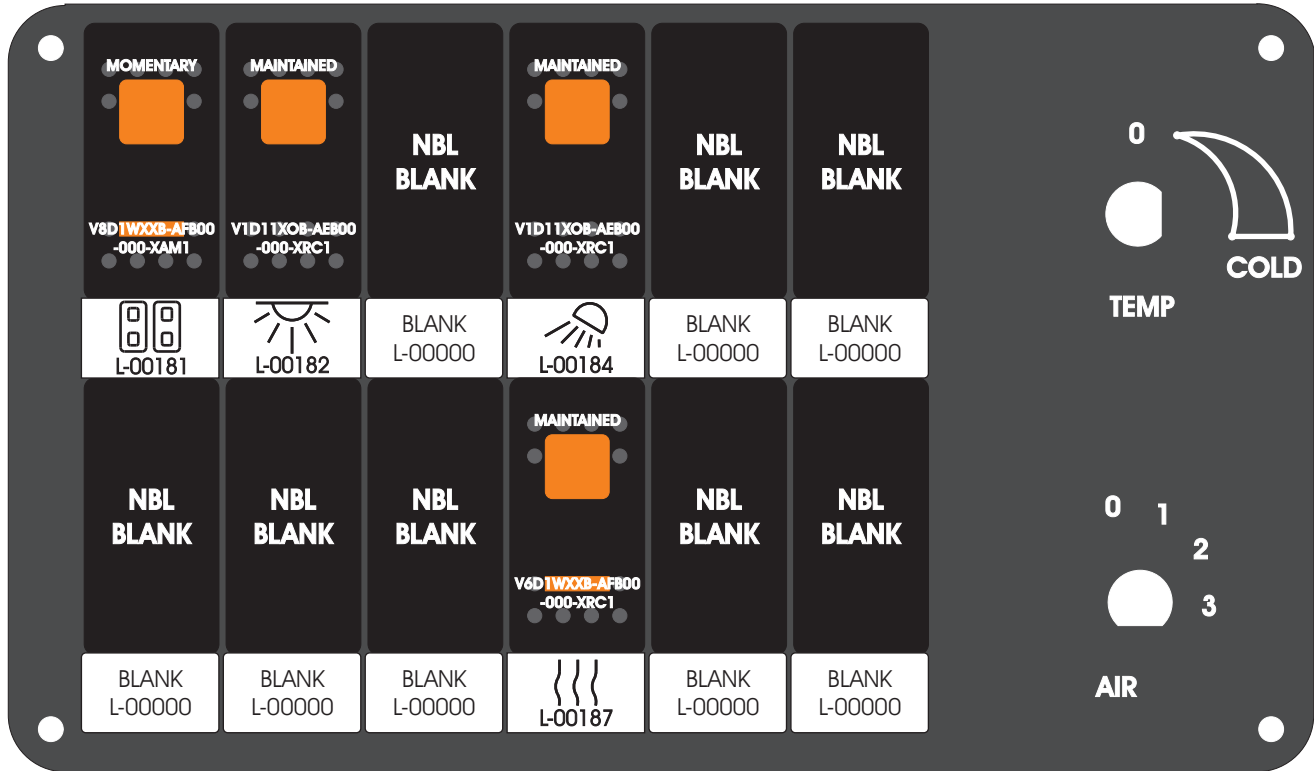 MOMENTARY
V8D1WXXB-AFB00
-000-XAM1
L-00181
MAINTAINED
V1D11XOB-AEB00
-000-XRC1
L-00182
NBL
BLANK
BLANK
L-00000
MAINTAINED
V1D11XOB-AEB00
-000-XRC1
L-00184
NBL
BLANK
BLANK
L-00000
NBL
BLANK
BLANK
L-00000
0
COLD
TEMP
NBL
BLANK
BLANK
L-00000
NBL
BLANK
BLANK
L-00000
NBL
BLANK
BLANK
L-00000
MAINTAINED
V6D1WXXB-AFB00
-000-XRC1
L-00187
NBL
BLANK
BLANK
L-00000
NBL
BLANK
BLANK
L-00000
0
1
2
3
AIR